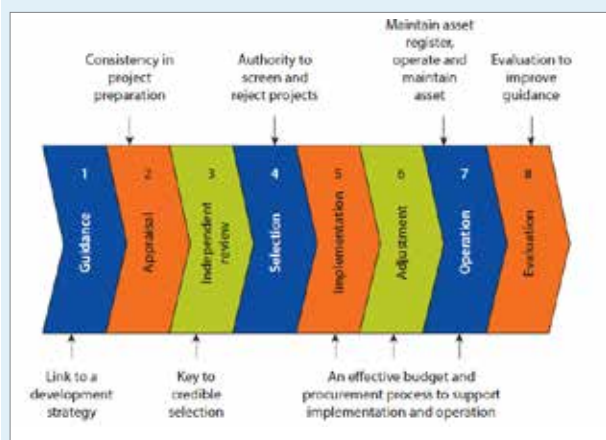 Consistency in
project
preparation
Authority to
screen and
reject projects
Maintain asset
register,
operate and
maintain
asset
Evaluation to
improve
guidance
1
2
3
4
5
6
7
8
Guidance
Appraisal
Independent
review
Selection
Implementation
Adjustment
Operation
Evaluation
Link to a
development
strategy
Key to
credible
selection
An effective budget and
procurement process to support
implementation and operation